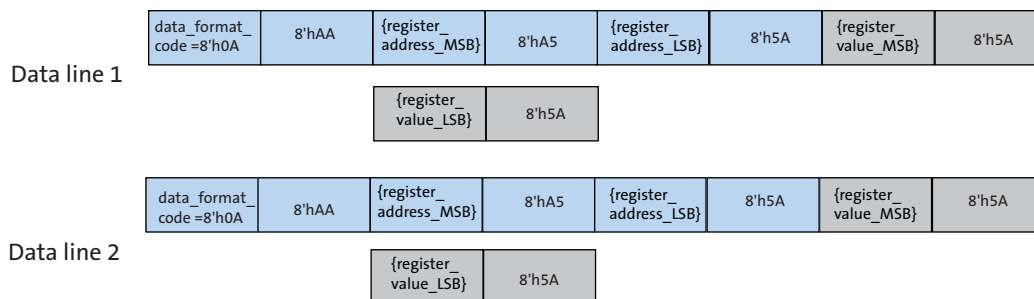 data_format_ code =8'h0A 8'hAA {register_ address_MSB} 8'hA5 {register_ address_LSB} 8'h5A {register_ value_MSB} 8'h5A
Data line 1
{register_ value_LSB} 8'h5A
data_format_ code =8'h0A 8'hAA {register_ address_MSB} 8'hA5 {register_ address_LSB} 8'h5A {register_ value_MSB} 8'h5A
Data line 2
{register_ value_LSB} 8'h5A